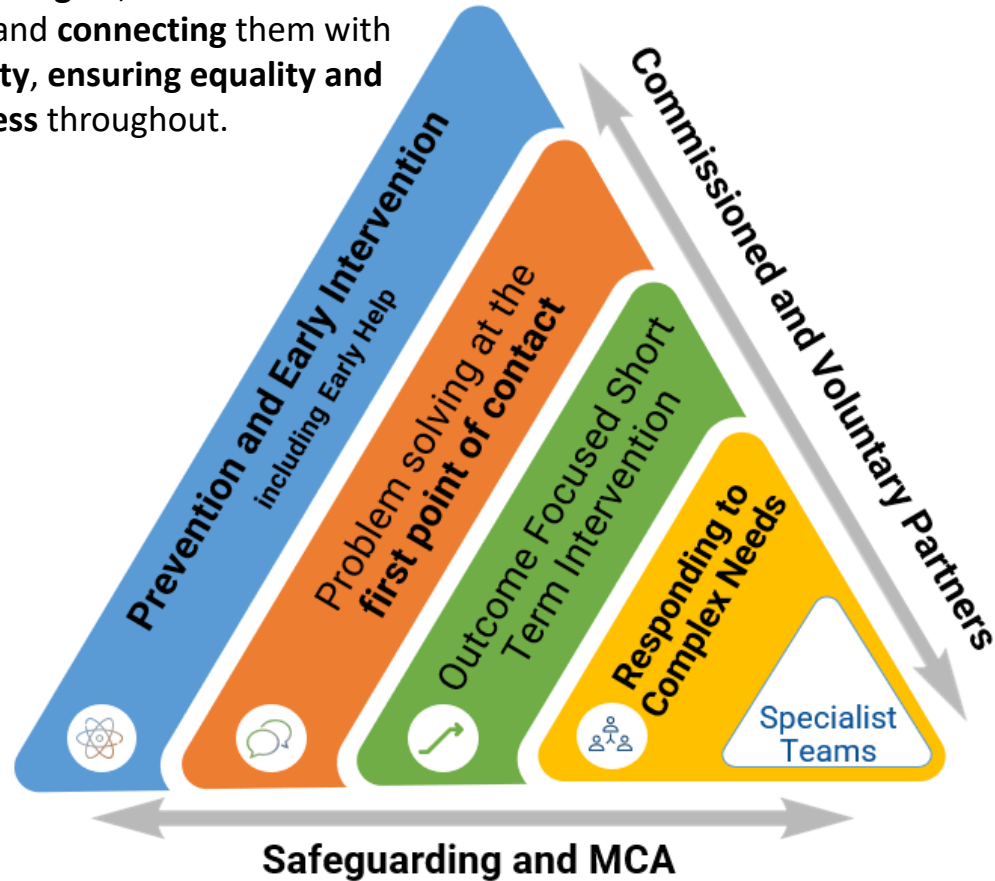 and connecting them with
ensuring equality and
throughout.
Prevention and Early Intervention
including Early Help
Problem solving at the
first point of contact
Outcome Focused Short
Term Intervention
Responding to
Complex Needs
Specialist
Teams
Commissioned and Voluntary Partners
Safeguarding and MCA